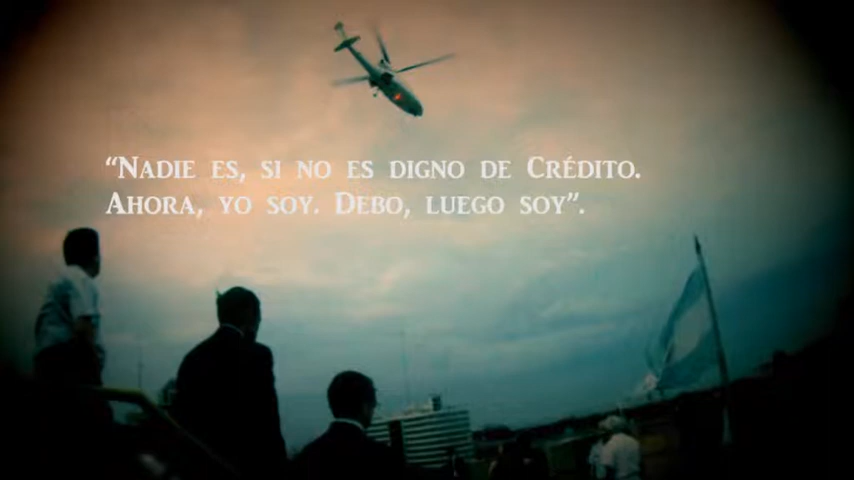 “Nadie es, si no es digno de Crédito.
Ahora, yo soy. Debo, luego soy”.